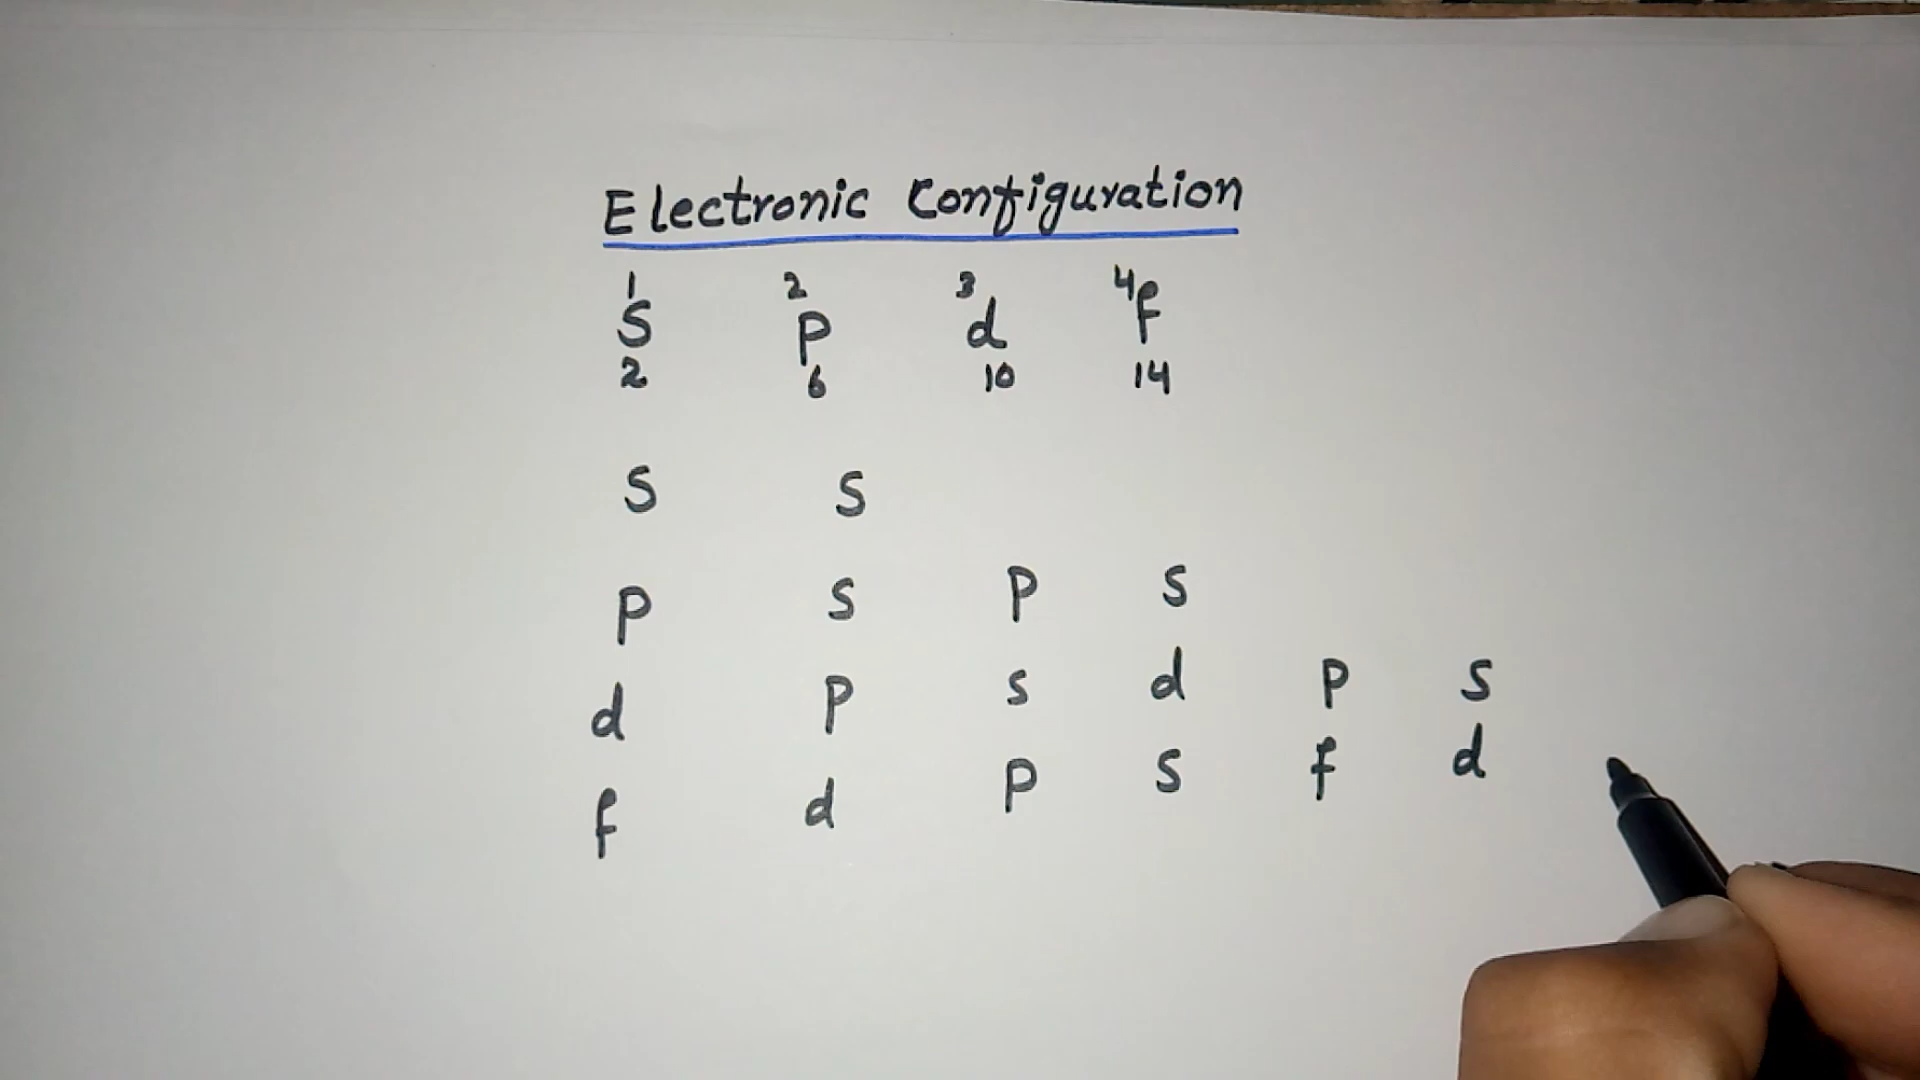 Electronic Configuration
1 2 3 4
S P d f
2 6 10 14
S S
P S P S
d P S d P S
f d P S f d